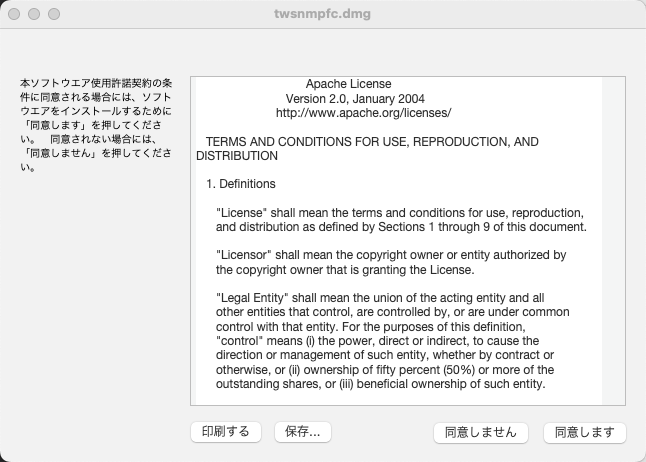 twsnmpfc.dmg
本ソフトウエア使用許諾契約の条
件に同意される場合には、ソフト
ウエアをインストールするために
「同意します」を押してくださ
い。　同意されない場合には、
「同意しません」を押してくださ
い。
Apache License
Version 2.0, January 2004
http://www.apache.org/licenses/
TERMS AND CONDITIONS FOR USE, REPRODUCTION, AND
DISTRIBUTION
1. Definitions
"License" shall mean the terms and conditions for use, reproduction,
and distribution as defined by Sections 1 through 9 of this document.
"Licensor" shall mean the copyright owner or entity authorized by
the copyright owner that is granting the License.
"Legal Entity" shall mean the union of the acting entity and all
other entities that control, are controlled by, or are under common
control with that entity. For the purposes of this definition,
"control" means (i) the power, direct or indirect, to cause the
direction or management of such entity, whether by contract or
otherwise, or (ii) ownership of fifty percent (50%) or more of the
outstanding shares, or (iii) beneficial ownership of such entity.
印刷する
保存...
同意しません
同意します